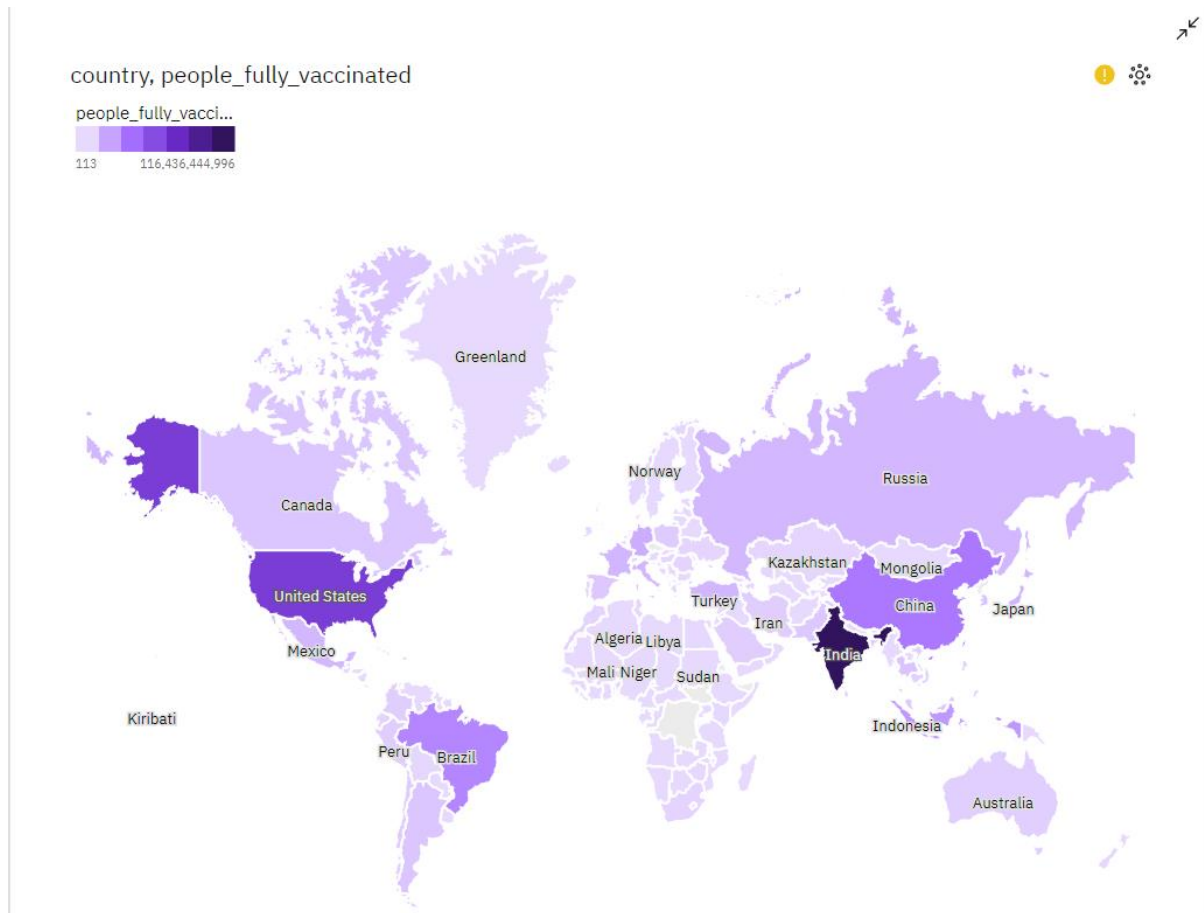 country, people_fully_vaccinated
people_fully_vacci...
113 116,436,444,996
Greenland
Norway
Russia
Canada
Kazakhstan
Mongolia
United States
Turkey
China
Japan
Iran
Mexico
Algeria
Libya
India
Mali
Niger
Sudan
Kiribati
Indonesia
Peru
Brazil
Australia